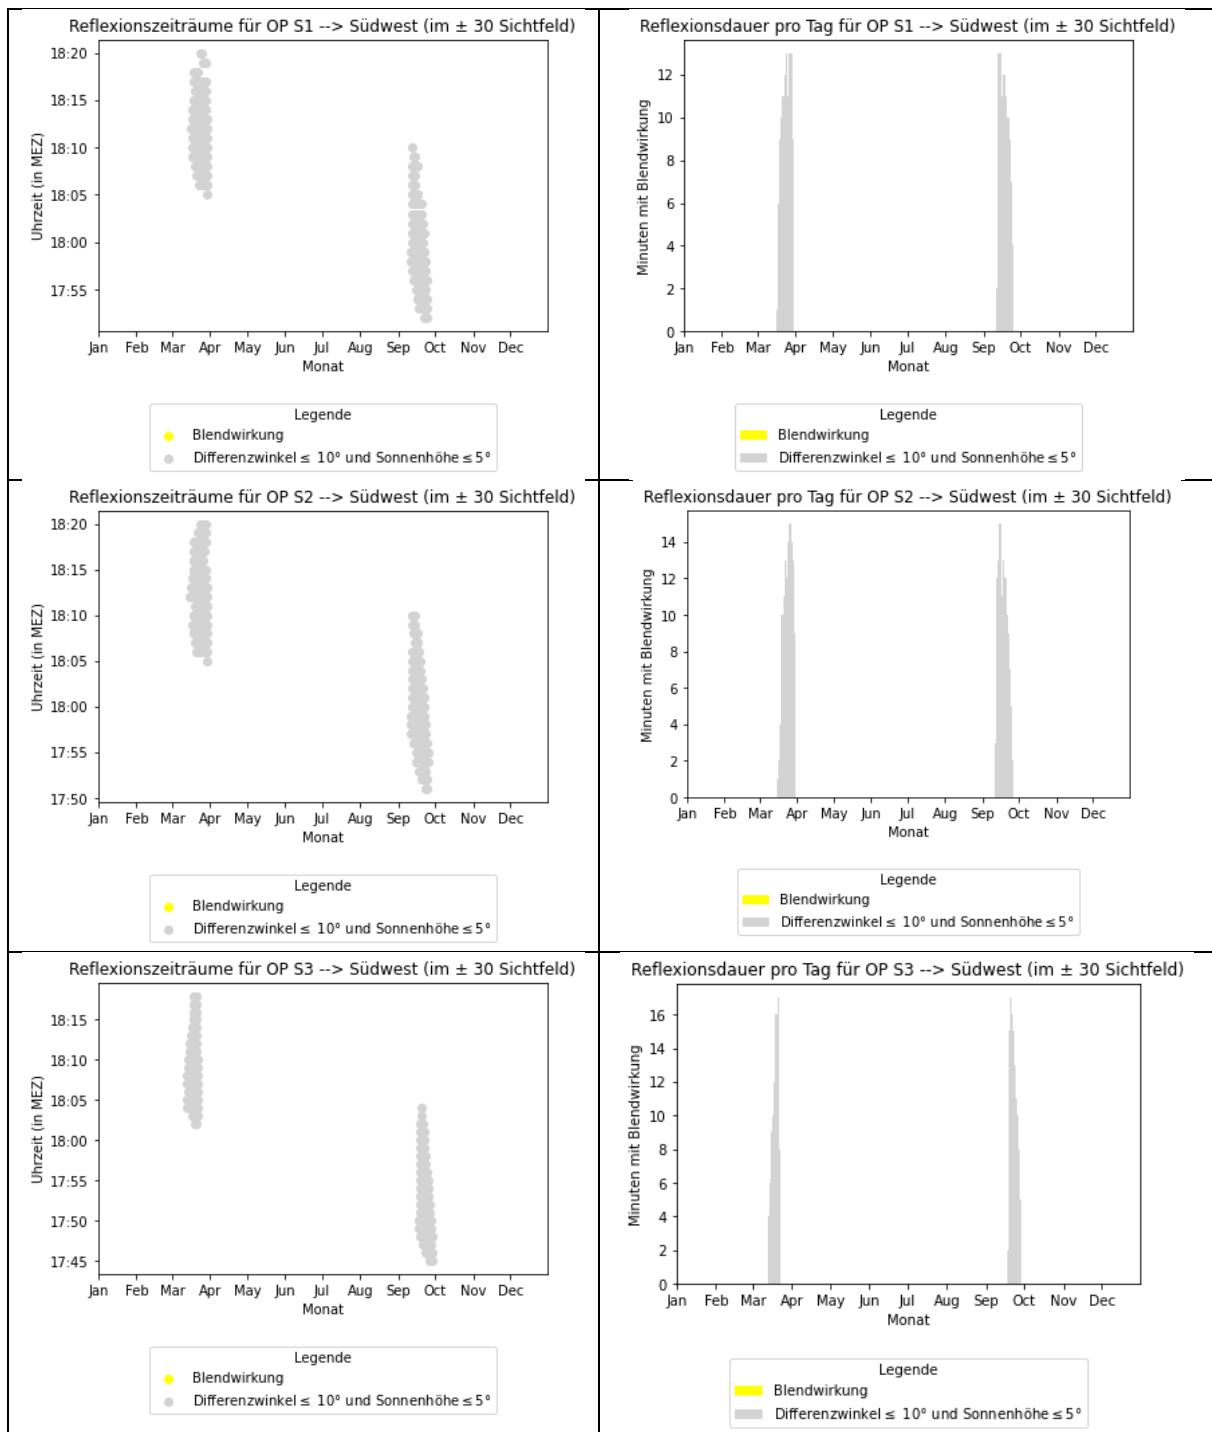 Reflexionszeiträume für OP S1 --> Südwest (im ± 30 Sichtfeld)
Uhrzeit (in MEZ)
18:20
18:15
18:10
18:05
18:00
17:55
Jan Feb Mar Apr May Jun Jul Aug Sep Oct Nov Dec
Monat
Legende
Blendwirkung
Differenzwinkel ≤ 10° und Sonnenhöhe ≤ 5°
Reflexionsdauer pro Tag für OP S1 --> Südwest (im ± 30 Sichtfeld)
Minuten mit Blendwirkung
12
10
8
6
4
2
0
Jan Feb Mar Apr May Jun Jul Aug Sep Oct Nov Dec
Monat
Legende
Blendwirkung
Differenzwinkel ≤ 10° und Sonnenhöhe ≤ 5°
Reflexionszeiträume für OP S2 --> Südwest (im ± 30 Sichtfeld)
Uhrzeit (in MEZ)
18:20
18:15
18:10
18:05
18:00
17:55
17:50
Jan Feb Mar Apr May Jun Jul Aug Sep Oct Nov Dec
Monat
Legende
Blendwirkung
Differenzwinkel ≤ 10° und Sonnenhöhe ≤ 5°
Reflexionsdauer pro Tag für OP S2 --> Südwest (im ± 30 Sichtfeld)
Minuten mit Blendwirkung
14
12
10
8
6
4
2
0
Jan Feb Mar Apr May Jun Jul Aug Sep Oct Nov Dec
Monat
Legende
Blendwirkung
Differenzwinkel ≤ 10° und Sonnenhöhe ≤ 5°
Reflexionszeiträume für OP S3 --> Südwest (im ± 30 Sichtfeld)
Uhrzeit (in MEZ)
18:15
18:10
18:05
18:00
17:55
17:50
17:45
Jan Feb Mar Apr May Jun Jul Aug Sep Oct Nov Dec
Monat
Legende
Blendwirkung
Differenzwinkel ≤ 10° und Sonnenhöhe ≤ 5°
Reflexionsdauer pro Tag für OP S3 --> Südwest (im ± 30 Sichtfeld)
Minuten mit Blendwirkung
16
14
12
10
8
6
4
2
0
Jan Feb Mar Apr May Jun Jul Aug Sep Oct Nov Dec
Monat
Legende
Blendwirkung
Differenzwinkel ≤ 10° und Sonnenhöhe ≤ 5°